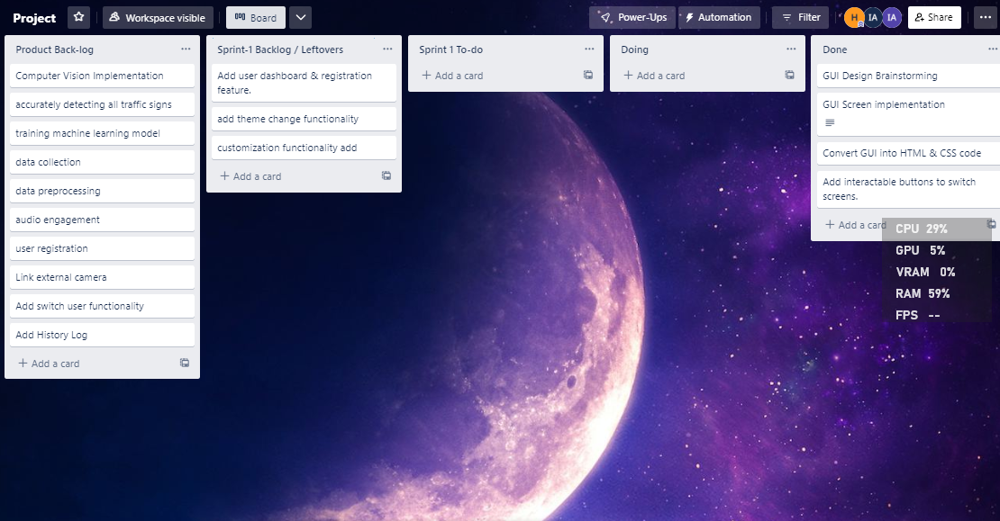 Project
Workspace visible
Board
Power-Ups
Automation
Filter
H
IA
IA
Share
Product Back-log
Computer Vision Implementation
accurately detecting all traffic signs
training machine learning model
data collection
data preprocessing
audio engagement
user registration
Link external camera
Add switch user functionality
Add History Log
+ Add a card
Sprint-1 Backlog / Leftovers
Add user dashboard & registration
feature.
add theme change functionality
customization functionality add
+ Add a card
Sprint 1 To-do
+ Add a card
Doing
+ Add a card
Done
GUI Design Brainstorming
GUI Screen implementation
Convert GUI into HTML & CSS code
Add interactable buttons to switch
screens.
+ Add a card
CPU 29%
GPU 5%
VRAM 0%
RAM 59%
FPS --